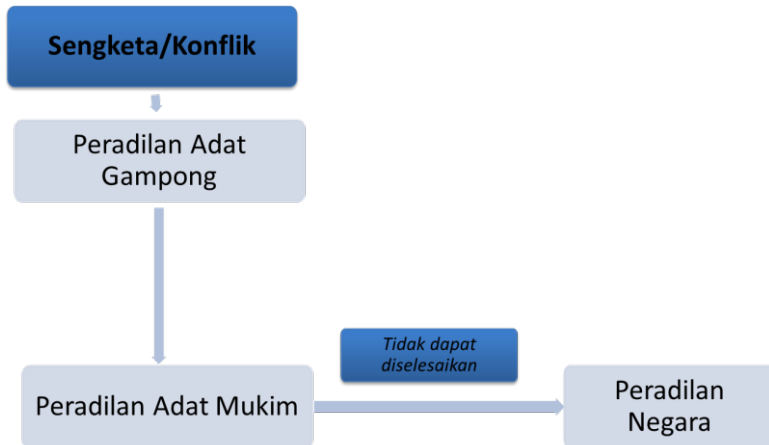 Sengketa/Konflik
Peradilan Adat
Gampong
Tidak dapat
diselesaikan
Peradilan Adat Mukim
Peradilan
Negara